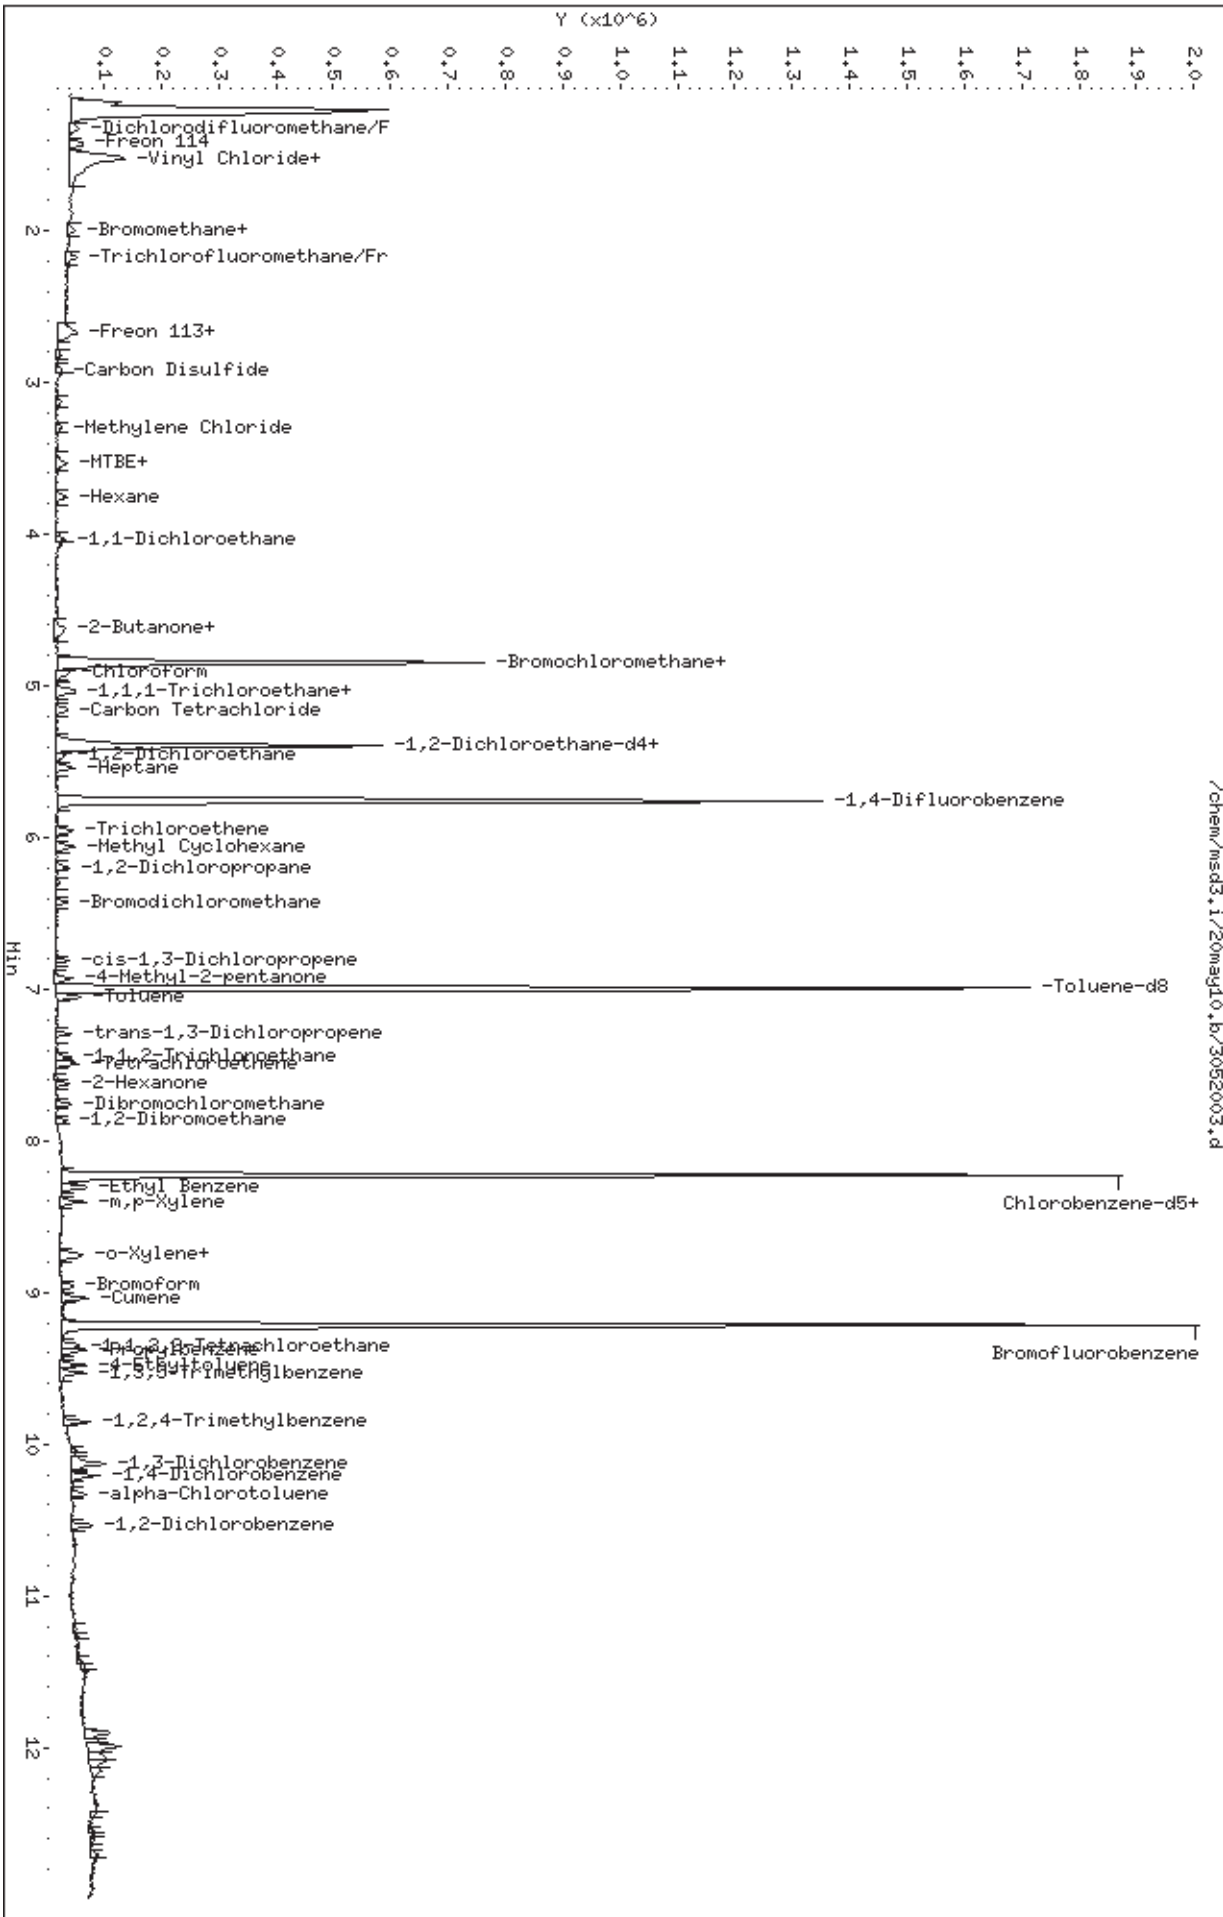 Y (x10^6)
0.1
0.2
0.3
0.4
0.5
0.6
0.7
0.8
0.9
1.0
1.1
1.2
1.3
1.4
1.5
1.6
1.7
1.8
1.9
2.0
/chem/msd3.i/20may10.b/3052003.d
-Dichlorodifluoromethane/F
-Freon 114
-Vinyl Chloride+
2
-Bromomethane+
-Trichlorofluoromethane/Fr
-Freon 113+
-Carbon Disulfide
3
-Methylene Chloride
-MTBE+
-Hexane
4
-1,1-Dichloroethane
-2-Butanone+
-Bromochloromethane+
-Chloroform
5
-1,1,1-Trichloroethane+
-Carbon Tetrachloride
-1,2-Dichloroethane-d4+
-1,2-Dichloroethane
-Heptane
-1,4-Difluorobenzene
-Trichloroethene
6
-Methyl Cyclohexane
-1,2-Dichloropropane
-Bromodichloromethane
-cis-1,3-Dichloropropene
-4-Methyl-2-pentanone
Min
7
-Toluene-d8
-Toluene
-trans-1,3-Dichloropropene
-1,1,2-Trichloroethane
-Tetrachloroethene
-2-Hexanone
-Dibromochloromethane
-1,2-Dibromoethane
8
-Ethyl Benzene
-m,p-Xylene
Chlorobenzene-d5+
-o-Xylene+
-Bromoform
9
-Cumene
-1,1,2,2-Tetrachloroethane
-Propylbenzene
Bromofluorobenzene
-4-Ethyltoluene
-1,3,5-Trimethylbenzene
-1,2,4-Trimethylbenzene
10
-1,3-Dichlorobenzene
-1,4-Dichlorobenzene
-alpha-Chlorotoluene
-1,2-Dichlorobenzene
11
12